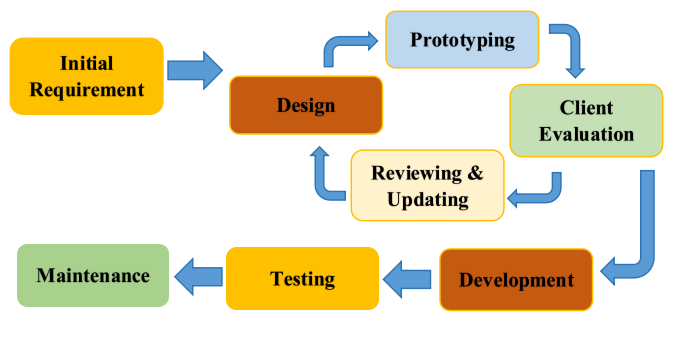 Initial
Requirement
Design
Prototyping
Client
Evaluation
Reviewing &
Updating
Development
Testing
Maintenance